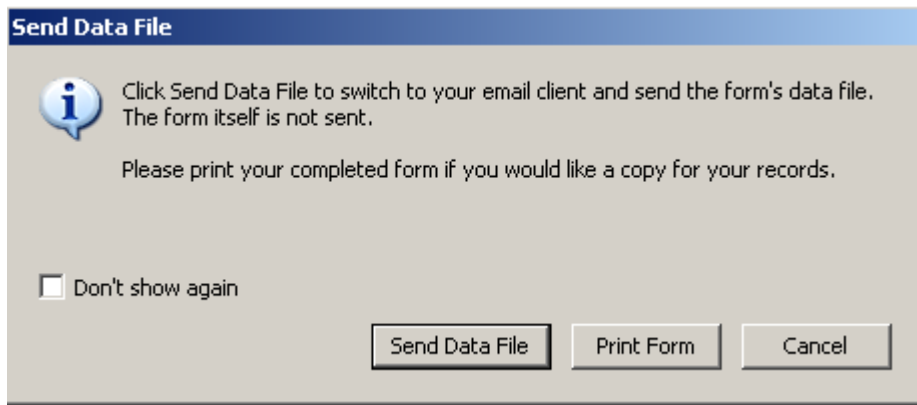 Send Data File
Click Send Data File to switch to your email client and send the form's data file.
The form itself is not sent.
Please print your completed form if you would like a copy for your records.
Don't show again
Send Data File
Print Form
Cancel